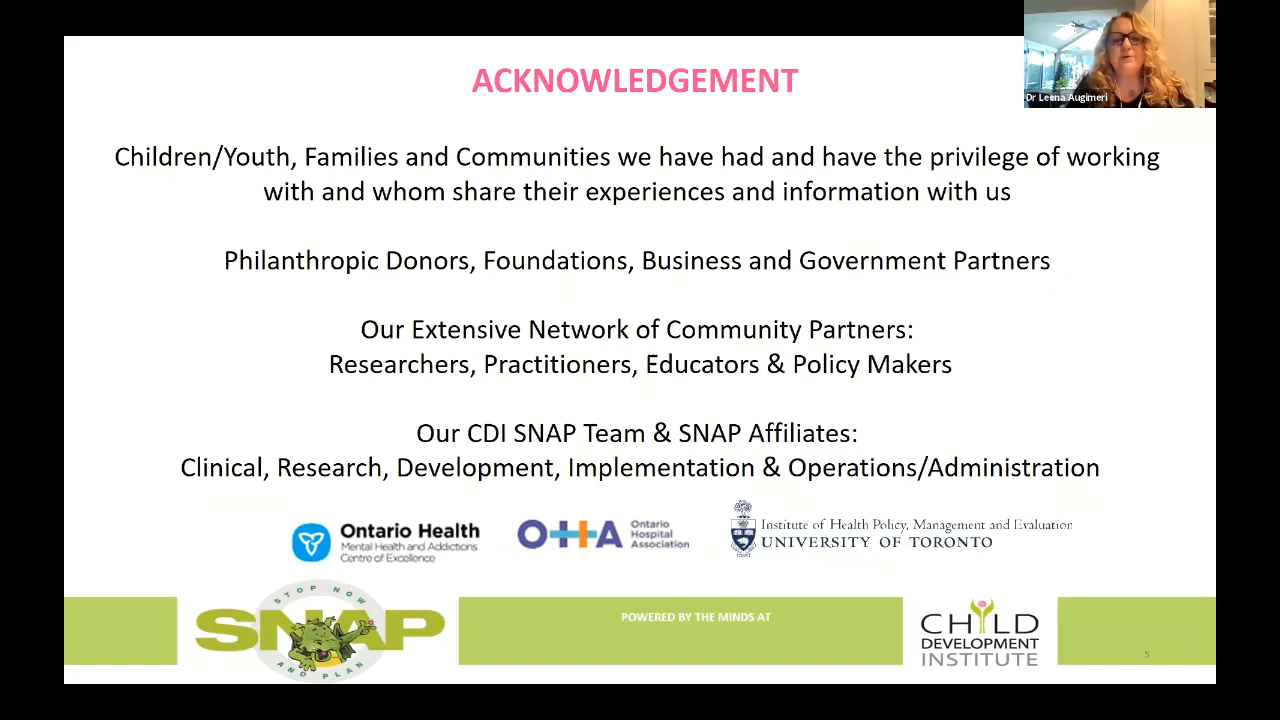 ACKNOWLEDGEMENT
Dr Leena Augimeri
Children/Youth, Families and Communities we have had and have the privilege of working
with and whom share their experiences and information with us
Philanthropic Donors, Foundations, Business and Government Partners
Our Extensive Network of Community Partners:
Researchers, Practitioners, Educators & Policy Makers
Our CDI SNAP Team & SNAP Affiliates:
Clinical, Research, Development, Implementation & Operations/Administration
Ontario Health
Mental Health and Addictions
Centre of Excellence
OHA
Ontario
Hospital
Association
Institute of Health Policy, Management and Evaluation
UNIVERSITY OF TORONTO
STOP NOW
SNAP
AND PLAN
POWERED BY THE MINDS AT
CHILD
DEVELOPMENT
INSTITUTE
5